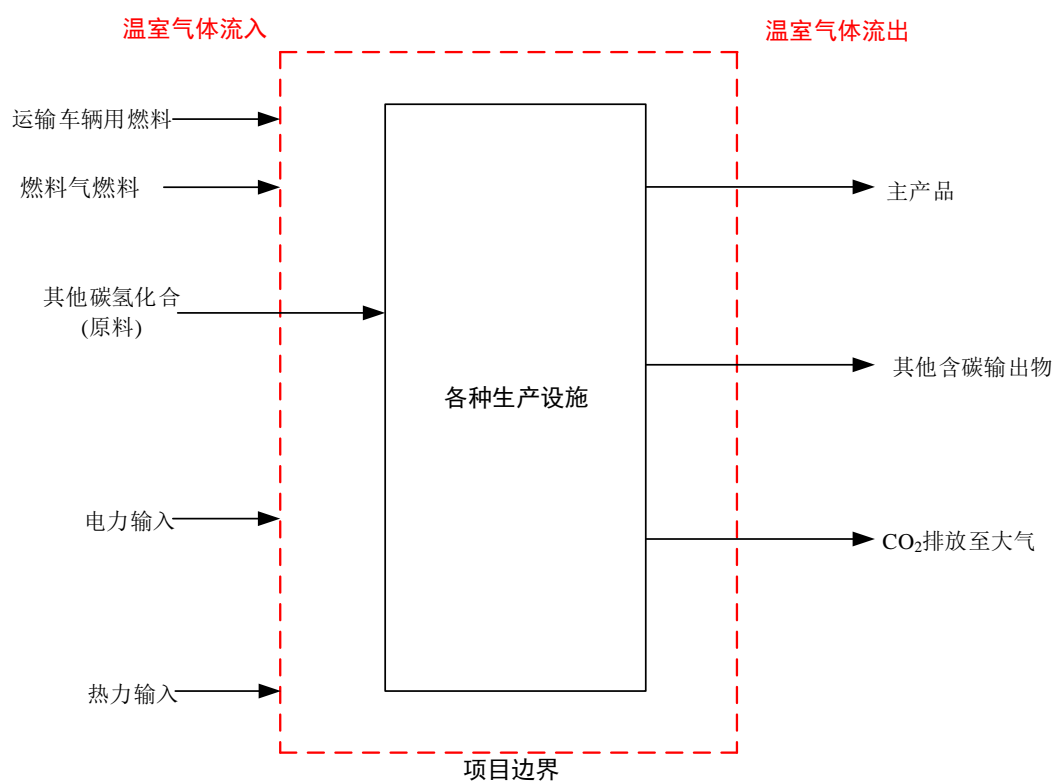 温室气体流入
温室气体流出
运输车辆用燃料
燃料气燃料
主产品
其他碳氢化合
(原料)
其他含碳输出物
各种生产设施
电力输入
CO₂排放至大气
热力输入
项目边界